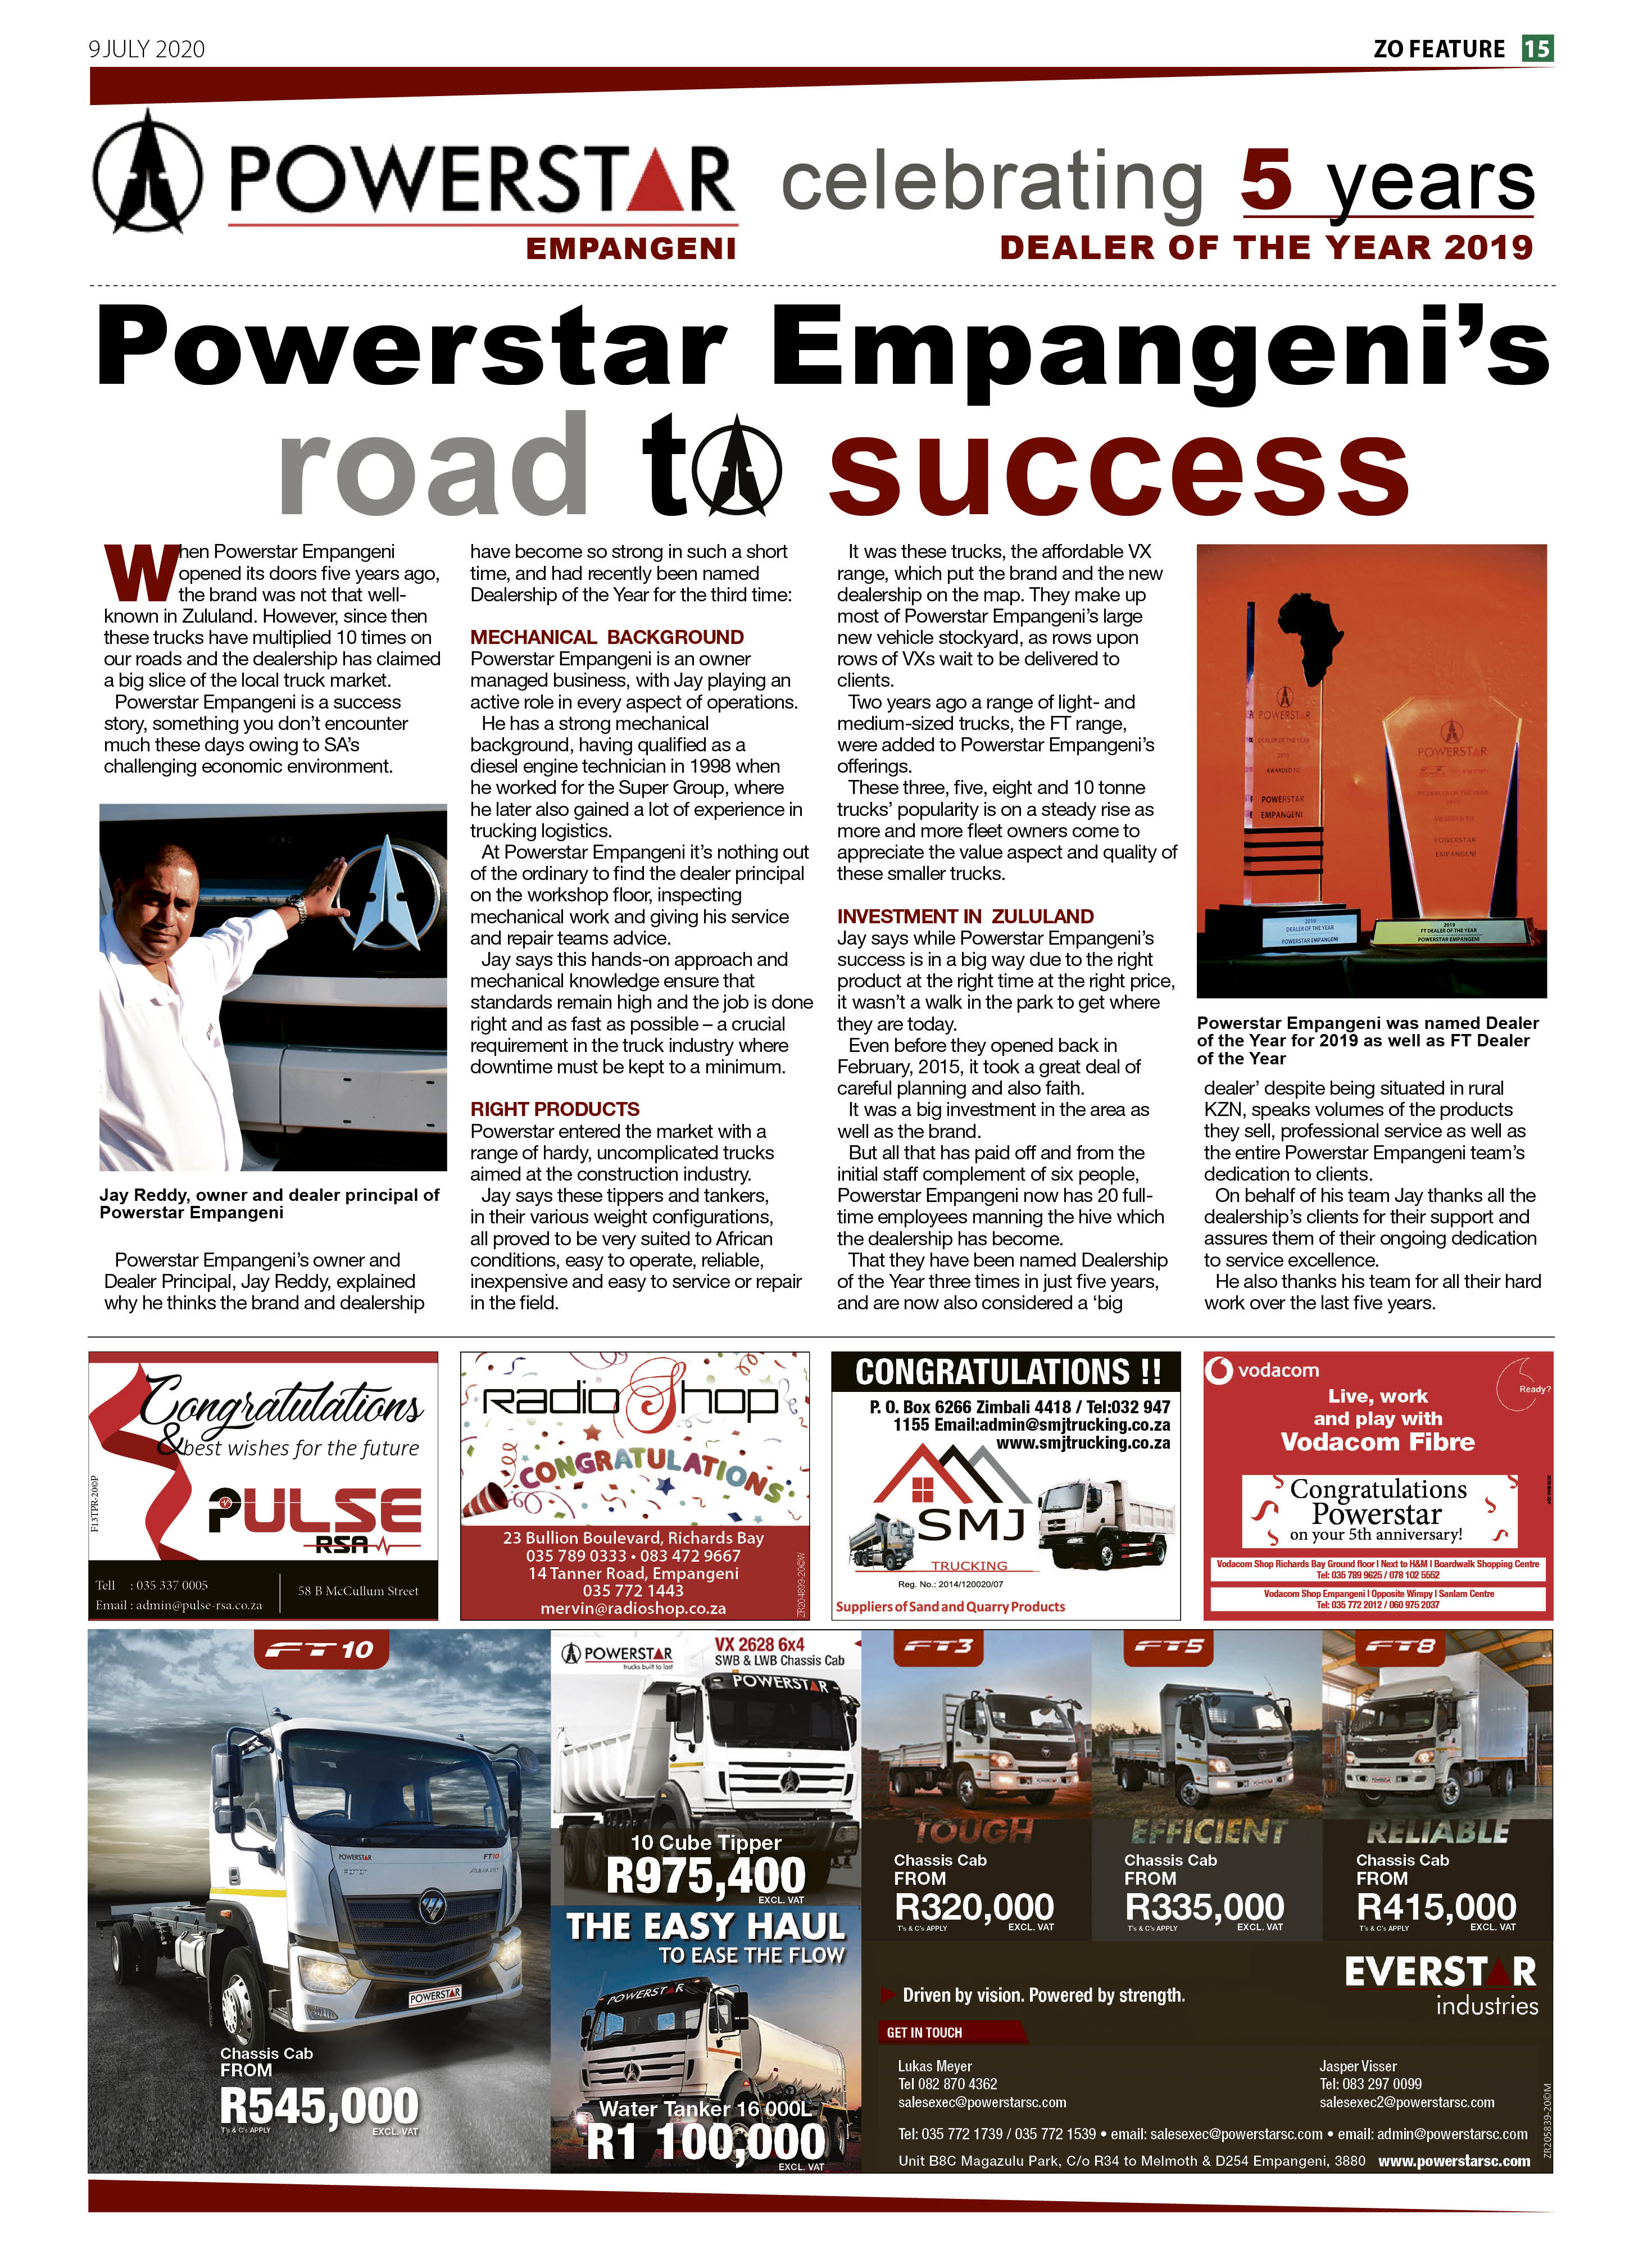 9 JULY 2020
ZO FEATURE 15
POWERSTAR
EMPANGENI
celebrating 5 years
DEALER OF THE YEAR 2019
Powerstar Empangeni's
road to success
When Powerstar Empangeni
opened its doors five years ago,
the brand was not that well-
known in Zululand. However, since then
these trucks have multiplied 10 times on
our roads and the dealership has claimed
a big slice of the local truck market.
Powerstar Empangeni is a success
story, something you don't encounter
much these days owing to SA's
challenging economic environment.
Jay Reddy, owner and dealer principal of
Powerstar Empangeni
Powerstar Empangeni's owner and
Dealer Principal, Jay Reddy, explained
why he thinks the brand and dealership
have become so strong in such a short
time, and had recently been named
Dealership of the Year for the third time:
MECHANICAL BACKGROUND
Powerstar Empangeni is an owner
managed business, with Jay playing an
active role in every aspect of operations.
He has a strong mechanical
background, having qualified as a
diesel engine technician in 1998 when
he worked for the Super Group, where
he later also gained a lot of experience in
trucking logistics.
At Powerstar Empangeni it's nothing out
of the ordinary to find the dealer principal
on the workshop floor, inspecting
mechanical work and giving his service
and repair teams advice.
Jay says this hands-on approach and
mechanical knowledge ensure that
standards remain high and the job is done
right and as fast as possible – a crucial
requirement in the truck industry where
downtime must be kept to a minimum.
RIGHT PRODUCTS
Powerstar entered the market with a
range of hardy, uncomplicated trucks
aimed at the construction industry.
Jay says these tippers and tankers,
in their various weight configurations,
all proved to be very suited to African
conditions, easy to operate, reliable,
inexpensive and easy to service or repair
in the field.
It was these trucks, the affordable VX
range, which put the brand and the new
dealership on the map. They make up
most of Powerstar Empangeni's large
new vehicle stockyard, as rows upon
rows of VXs wait to be delivered to
clients.
Two years ago a range of light- and
medium-sized trucks, the FT range,
were added to Powerstar Empangeni's
offerings.
These three, five, eight and 10 tonne
trucks' popularity is on a steady rise as
more and more fleet owners come to
appreciate the value aspect and quality of
these smaller trucks.
INVESTMENT IN ZULULAND
Jay says while Powerstar Empangeni's
success is in a big way due to the right
product at the right time at the right price,
it wasn't a walk in the park to get where
they are today.
Even before they opened back in
February, 2015, it took a great deal of
careful planning and also faith.
It was a big investment in the area as
well as the brand.
But all that has paid off and from the
initial staff complement of six people,
Powerstar Empangeni now has 20 full-
time employees manning the hive which
the dealership has become.
That they have been named Dealership
of the Year three times in just five years,
and are now also considered a 'big
POWERSTAR
DEALER OF THE YEAR
2019
AWARDED TO
POWERSTAR
EMPANGENI
2019
DEALER OF THE YEAR
POWERSTAR EMPANGENI
POWERSTAR
FT DEALER OF THE YEAR
2019
AWARDED TO
POWERSTAR
EMPANGENI
2019
FT DEALER OF THE YEAR
POWERSTAR EMPANGENI
Powerstar Empangeni was named Dealer
of the Year for 2019 as well as FT Dealer
of the Year
dealer' despite being situated in rural
KZN, speaks volumes of the products
they sell, professional service as well as
the entire Powerstar Empangeni team's
dedication to clients.
On behalf of his team Jay thanks all the
dealership's clients for their support and
assures them of their ongoing dedication
to service excellence.
He also thanks his team for all their hard
work over the last five years.
Congratulations
& best wishes for the future
PULSE
RSA
F13TPR-20©P
Tell : 035 337 0005
Email : admin@pulse-rsa.co.za
58 B McCullum Street
radio Shop
CONGRATULATIONS
23 Bullion Boulevard, Richards Bay
035 789 0333 • 083 472 9667
14 Tanner Road, Empangeni
035 772 1443
mervin@radioshop.co.za
ZR204899-20©W
CONGRATULATIONS !!
P. O. Box 6266 Zimbali 4418 / Tel:032 947
1155 Email:admin@smjtrucking.co.za
www.smjtrucking.co.za
SMJ
TRUCKING
Reg. No.: 2014/120020/07
Suppliers of Sand and Quarry Products
vodacom
Ready?
Live, work
and play with
Vodacom Fibre
Congratulations
Powerstar
on your 5th anniversary!
Vodacom Shop Richards Bay Ground floor I Next to H&M I Boardwalk Shopping Centre
Tel: 035 789 9625 / 078 102 5552
Vodacom Shop Empangeni I Opposite Wimpy I Sanlam Centre
Tel: 035 772 2012 / 060 975 2037
FT 10
POWERSTAR
FT10
POWERSTAR
Chassis Cab
FROM
R545,000
T's & C's APPLY
EXCL. VAT
POWERSTAR
trucks built to last
VX 2628 6x4
SWB & LWB Chassis Cab
POWERSTAR
10 Cube Tipper
R975,400
EXCL. VAT
THE EASY HAUL
TO EASE THE FLOW
POWERSTAR
Water Tanker 16 000L
R1 100,000
EXCL. VAT
FT3
TOUGH
Chassis Cab
FROM
R320,000
T's & C's APPLY
EXCL. VAT
FT5
EFFICIENT
Chassis Cab
FROM
R335,000
T's & C's APPLY
EXCL. VAT
FT8
RELIABLE
Chassis Cab
FROM
R415,000
T's & C's APPLY
EXCL. VAT
EVERSTAR
industries
Driven by vision. Powered by strength.
GET IN TOUCH
Lukas Meyer
Tel 082 870 4362
salesexec@powerstarsc.com
Jasper Visser
Tel: 083 297 0099
salesexec2@powerstarsc.com
Tel: 035 772 1739 / 035 772 1539 • email: salesexec@powerstarsc.com • email: admin@powerstarsc.com
Unit B8C Magazulu Park, C/o R34 to Melmoth & D254 Empangeni, 3880 www.powerstarsc.com
ZR205839-20©M